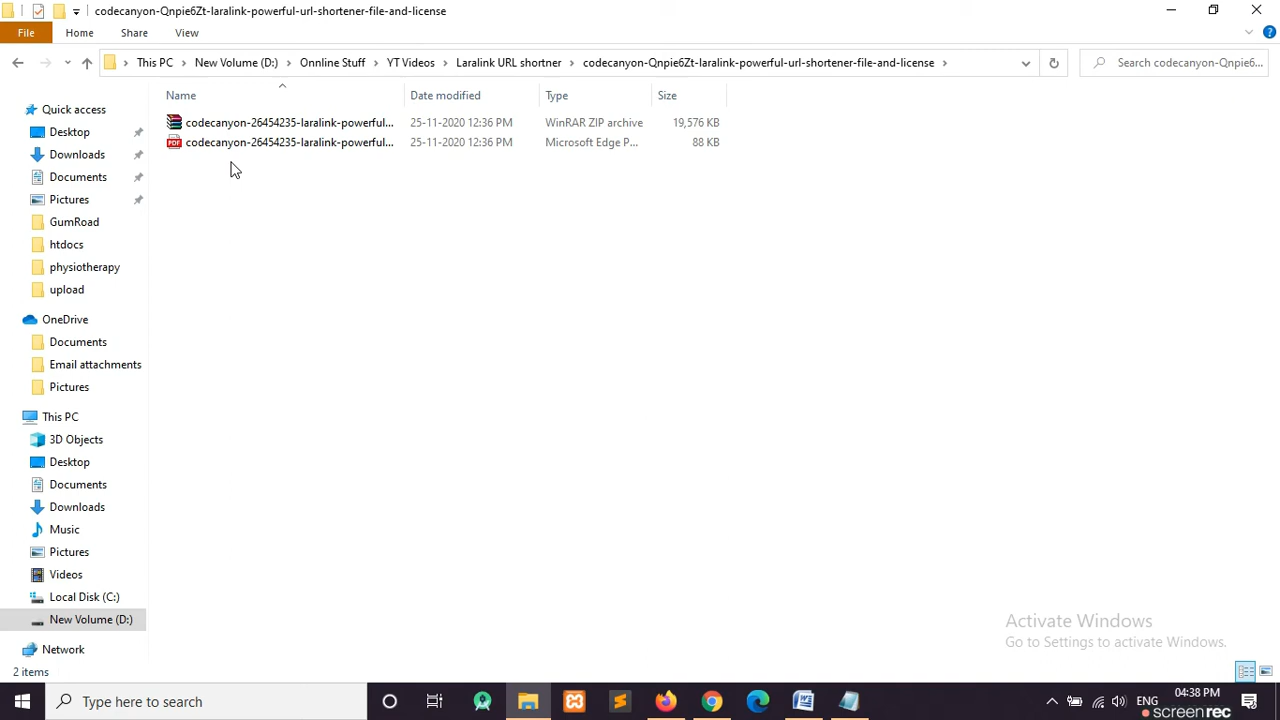 codecanyon-Qnpie6Zt-laralink-powerful-url-shortener-file-and-license
File Home Share View
This PC New Volume (D:) Onnline Stuff YT Videos Laralink URL shortner codecanyon-Qnpie6Zt-laralink-powerful-url-shortener-file-and-license
Search codecanyon-Qnpie6...
Name Date modified Type Size
codecanyon-26454235-laralink-powerful... 25-11-2020 12:36 PM WinRAR ZIP archive 19,576 KB
codecanyon-26454235-laralink-powerful... 25-11-2020 12:36 PM Microsoft Edge P... 88 KB
PDF
Quick access
Desktop
Downloads
Documents
Pictures
GumRoad
htdocs
physiotherapy
upload
OneDrive
Documents
Email attachments
Pictures
This PC
3D Objects
Desktop
Documents
Downloads
Music
Pictures
Videos
Local Disk (C:)
New Volume (D:)
Network
Activate Windows
Go to Settings to activate Windows.
2 items
Type here to search
ENG
04:38 PM
screenrec